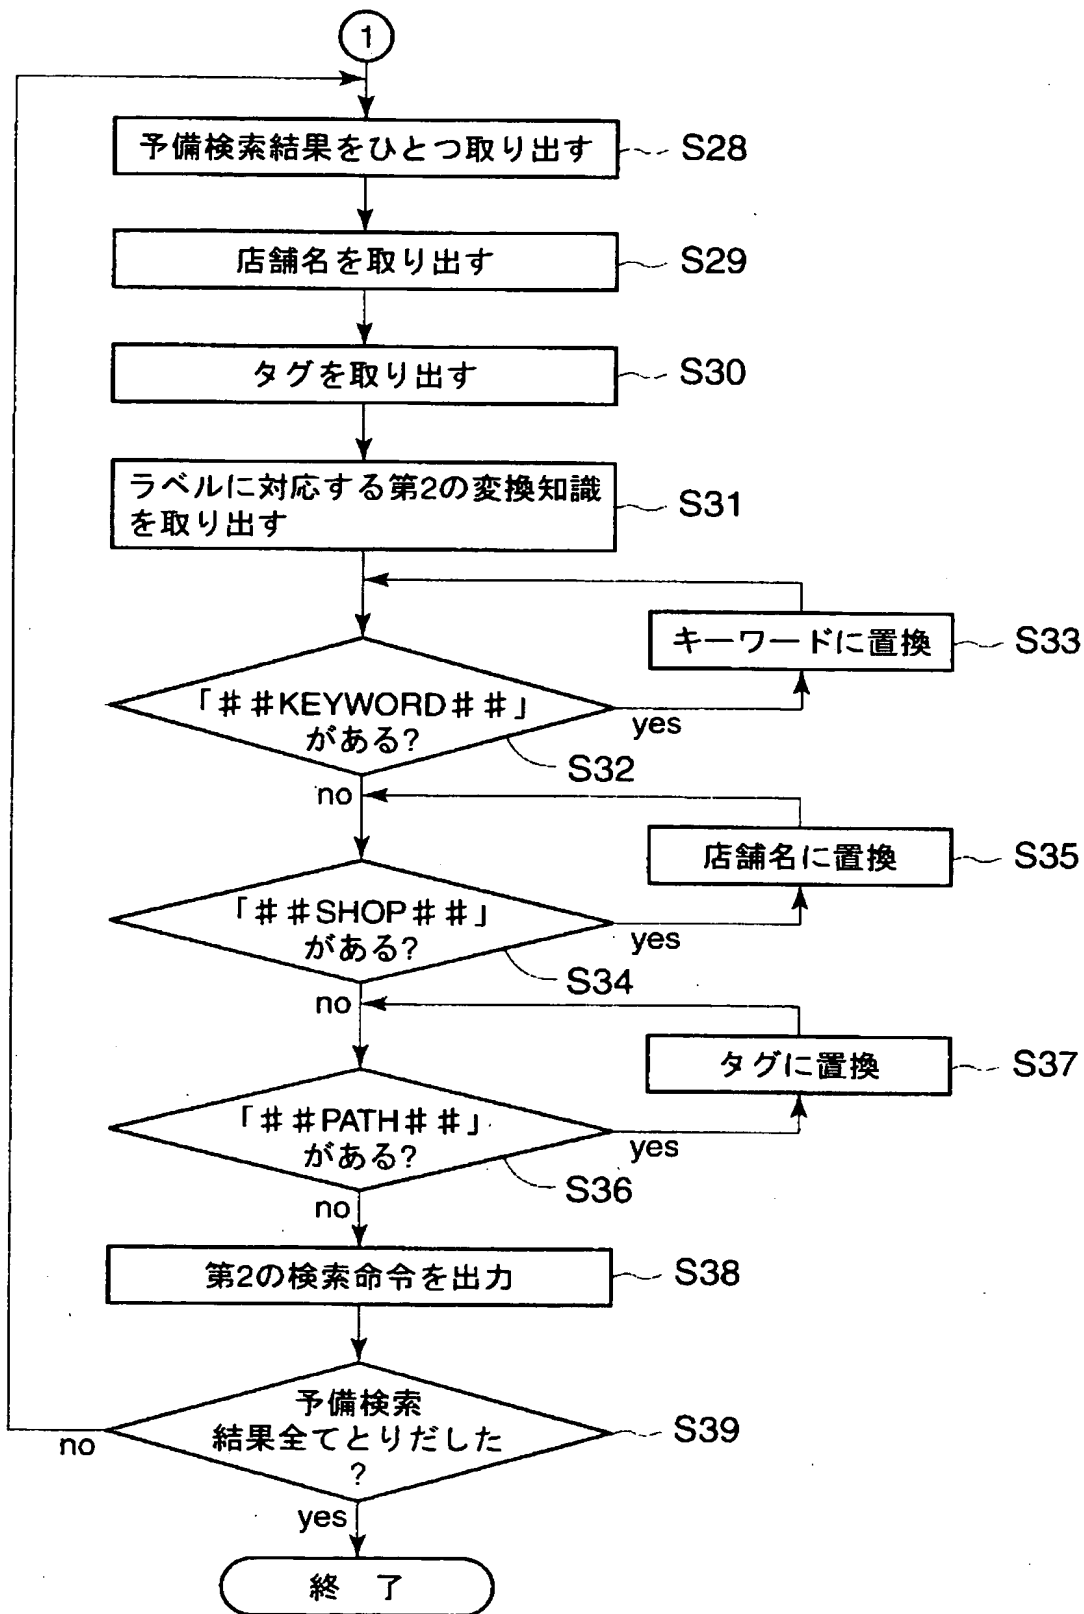 1
予備検索結果をひとつ取り出す
S28
店舗名を取り出す
S29
タグを取り出す
S30
ラベルに対応する第2の変換知識
を取り出す
S31
キーワードに置換
S33
「##KEYWORD##」
がある?
yes
S32
no
店舗名に置換
S35
「##SHOP##」
がある?
yes
S34
no
タグに置換
S37
「##PATH##」
がある?
yes
S36
no
第2の検索命令を出力
S38
予備検索
結果全てとりだした
?
S39
no
yes
終 了